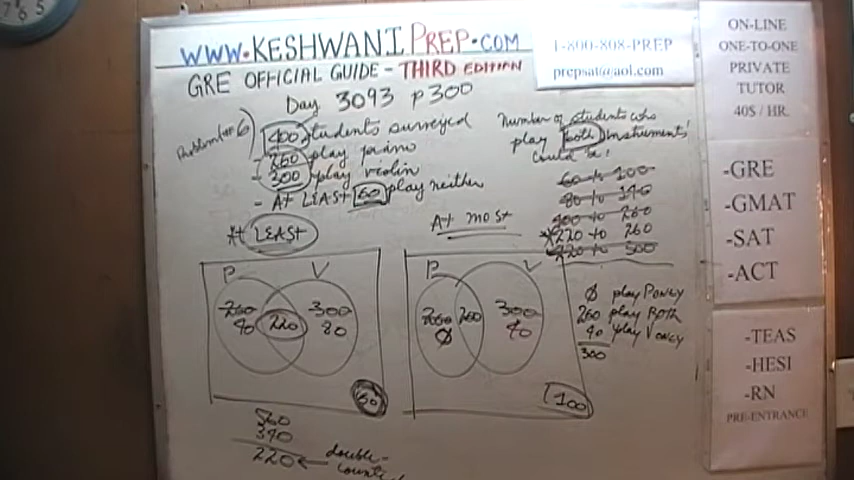 WWW.KESHWANIPREP.COM
GRE OFFICIAL GUIDE - THIRD EDITION
Day 3093 p300
1-800-808-PREP
prepsat@aol.com
Problem #6
400 students surveyed
- 260 play piano
- 300 play violin
- At LEAST 60 play neither
Number of students who
play both instruments
could be:
60 to 100
80 to 140
to 260
*220 to 260
220 to 300
At LEAST
At most
P V
260 300
40 220 80
60
P V
260 260 300
0 40
100
0 play P only
260 play Both
40 play V only
300
560
340
220 ← double-
ON-LINE
ONE-TO-ONE
PRIVATE
TUTOR
40$ / HR.
-GRE
-GMAT
-SAT
-ACT
-TEAS
-HESI
-RN
PRE-ENTRANCE
7 6 5